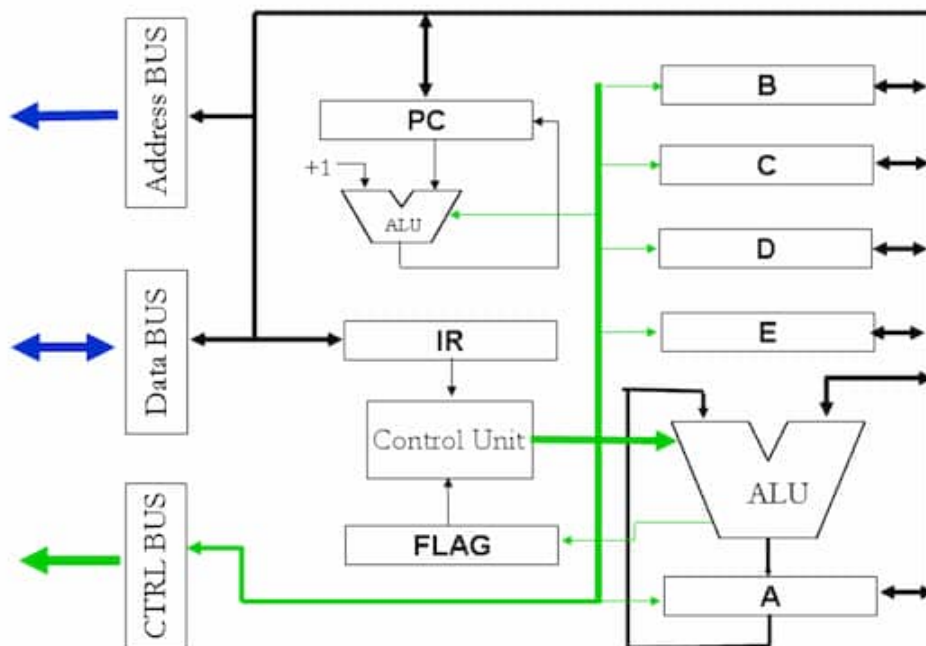 Address BUS
Data BUS
CTRL BUS
PC
+1
ALU
IR
Control Unit
FLAG
B
C
D
E
ALU
A